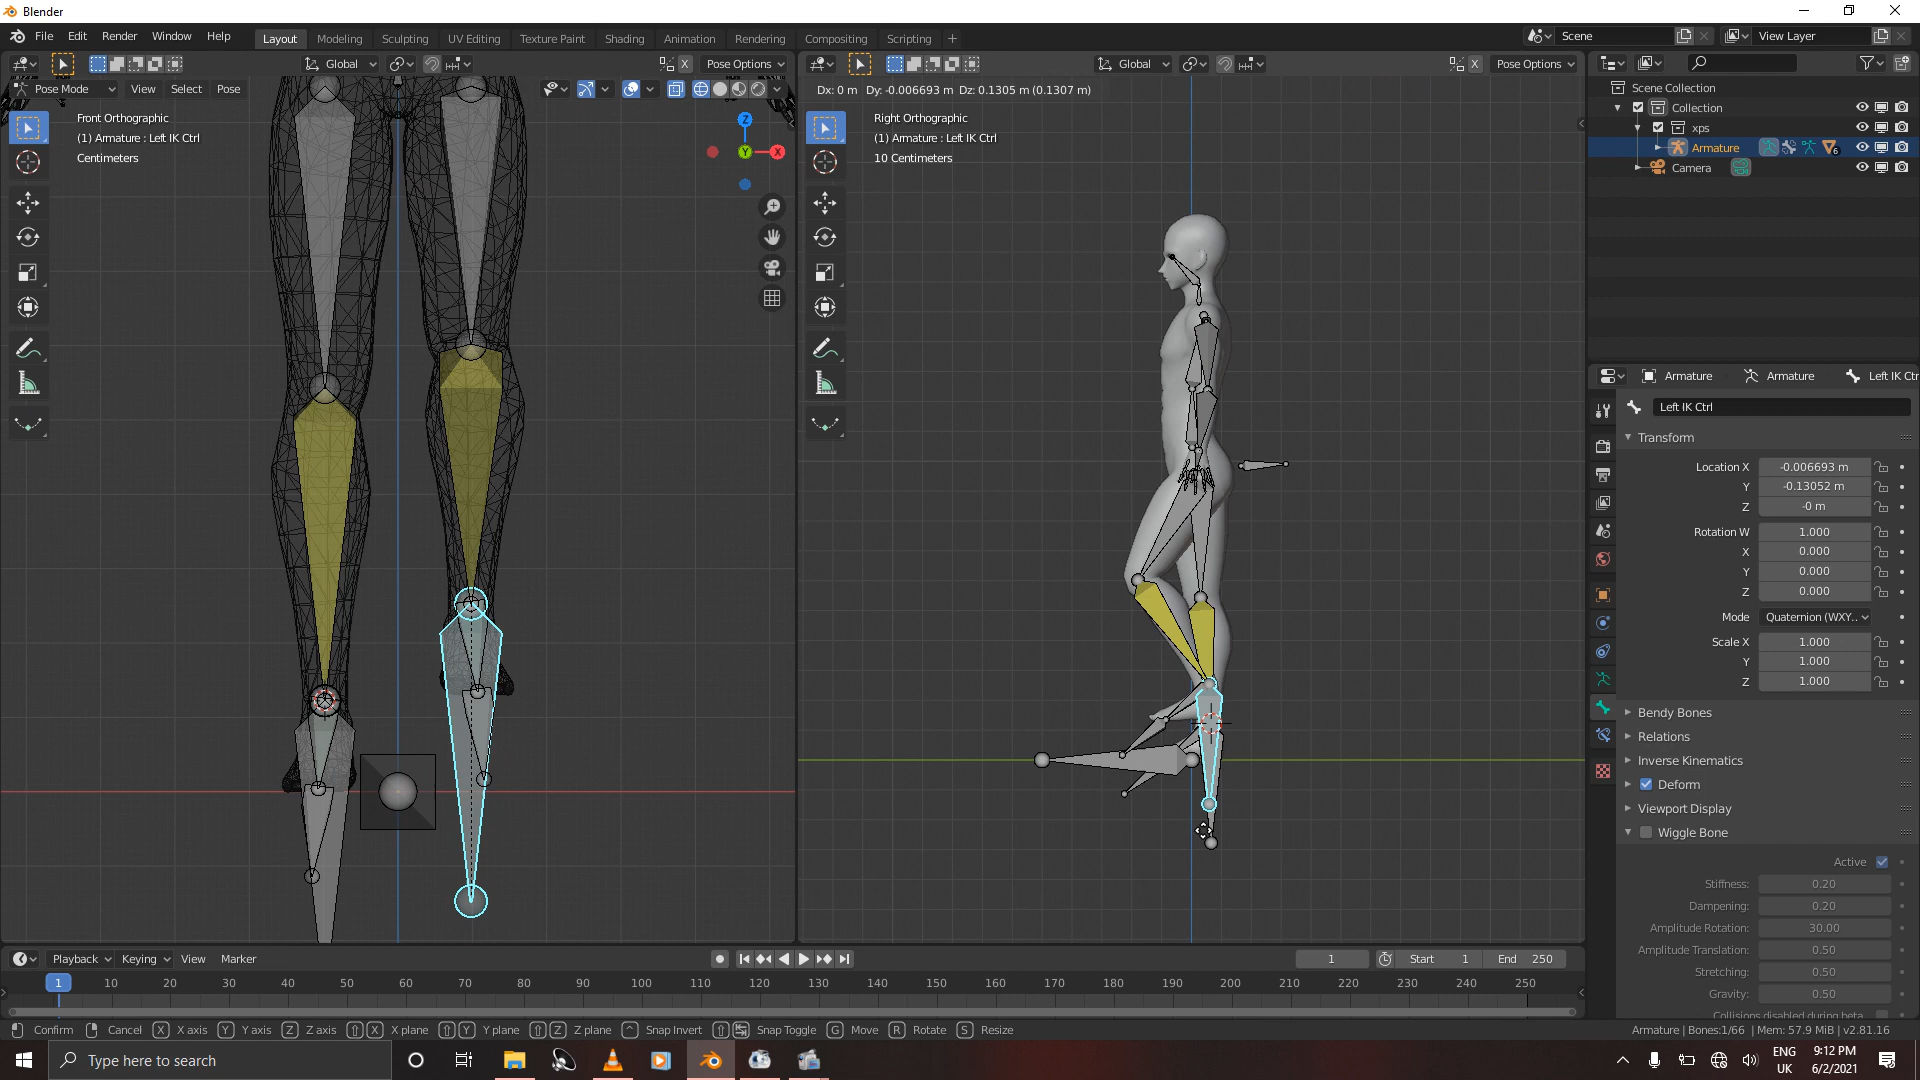 Blender
File Edit Render Window Help
Layout Modeling Sculpting UV Editing Texture Paint Shading Animation Rendering Compositing Scripting +
Scene
View Layer
Global
X
Pose Options
Global
X
Pose Options
Pose Mode View Select Pose
Front Orthographic
(1) Armature : Left IK Ctrl
Centimeters
Z
Y
X
Dx: 0 m Dy: -0.006693 m Dz: 0.1305 m (0.1307 m)
Right Orthographic
(1) Armature : Left IK Ctrl
10 Centimeters
Scene Collection
Collection
xps
Armature
6
Camera
Armature Armature Left IK Ctr
Left IK Ctrl
Transform
Location X -0.006693 m
Y -0.13052 m
Z -0 m
Rotation W 1.000
X 0.000
Y 0.000
Z 0.000
Mode Quaternion (WXY..
Scale X 1.000
Y 1.000
Z 1.000
Bendy Bones
Relations
Inverse Kinematics
Deform
Viewport Display
Wiggle Bone
Active
Stiffness: 0.20
Dampening: 0.20
Amplitude Rotation: 30.00
Amplitude Translation: 0.50
Stretching: 0.50
Gravity: 0.50
Collisions disabled during beta
Playback Keying View Marker
1
Start 1
End 250
1 10 20 30 40 50 60 70 80 90 100 110 120 130 140 150 160 170 180 190 200 210 220 230 240 250
Confirm Cancel X X axis Y Y axis Z Z axis X X plane Y Y plane Z Z plane ^ Snap Invert Snap Toggle G Move R Rotate S Resize
Armature | Bones:1/66 | Mem: 57.9 MiB | v2.81.16
Type here to search
ENG
UK
9:12 PM
6/2/2021